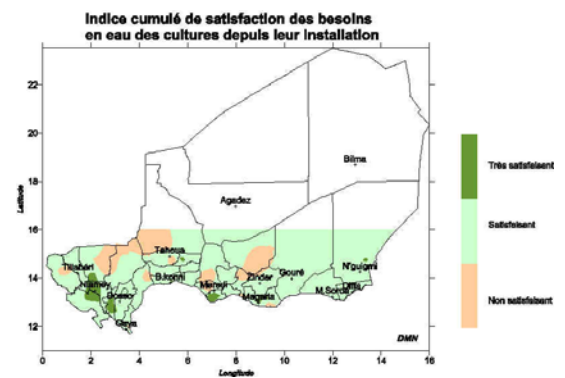 Indice cumulé de satisfaction des besoins
en eau des cultures depuis leur installation
22
20
18
16
14
12
Latitude
0 2 4 6 8 10 12 14 16
Longitude
Bilma
Agadez
Tahoua
Tillabéri
Niamey
Dosso
Gaya
B.konni
Maradi
Zinder
Magaria
Gouré
N'guigmi
Diffa
M.Soroa
DMN
Très satisfaisant
Satisfaisant
Non satisfaisant